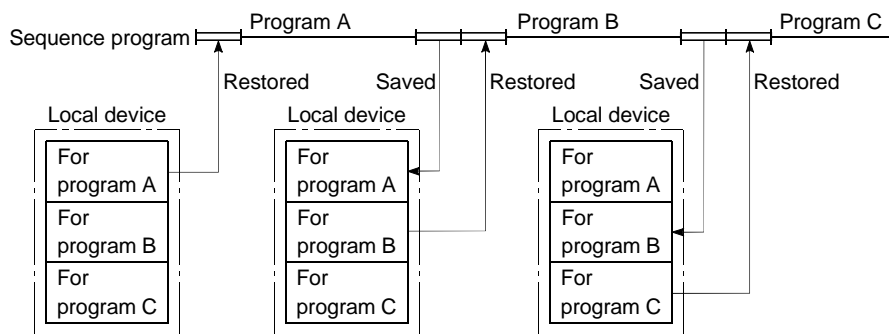 Program A
Program B
Program C
Sequence program
Restored
Saved
Restored
Saved
Restored
Local device
Local device
Local device
For
program A
For
program B
For
program C
For
program A
For
program B
For
program C
For
program A
For
program B
For
program C